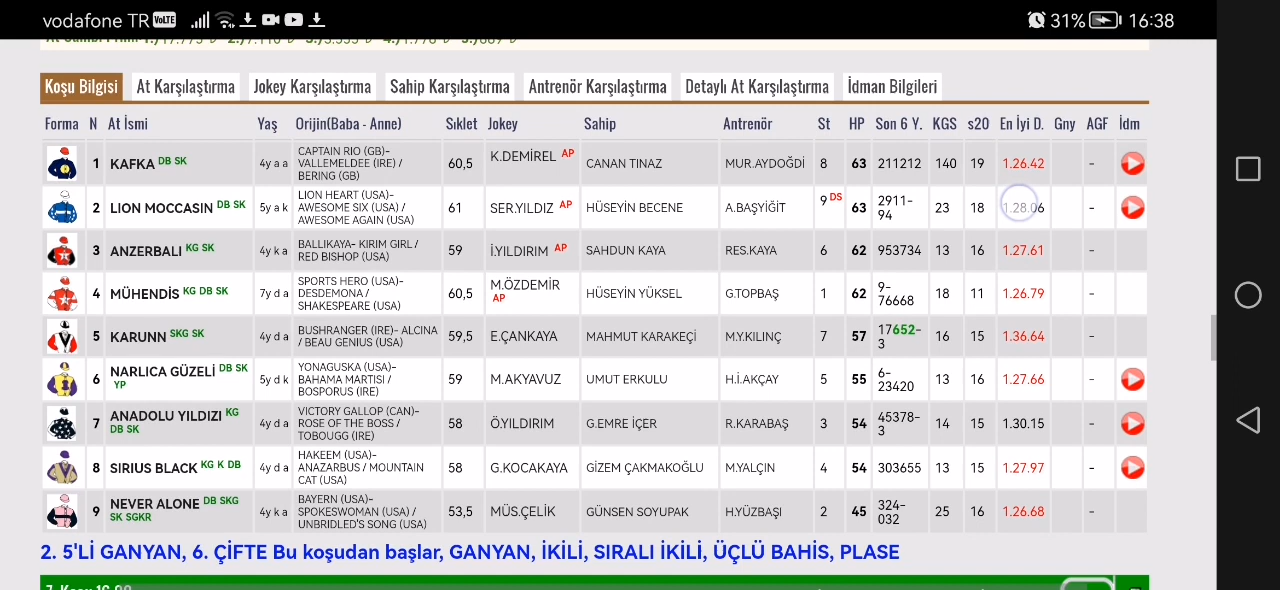 vodafone TR VoLTE 31% 16:38
Koşu Bilgisi At Karşılaştırma Jokey Karşılaştırma Sahip Karşılaştırma Antrenör Karşılaştırma Detaylı At Karşılaştırma İdman Bilgileri
Forma N At İsmi Yaş Orijin(Baba - Anne) Sıklet Jokey Sahip Antrenör St HP Son 6 Y. KGS s20 En İyi D. Gny AGF İdm
1 KAFKA DB SK 4y a a CAPTAIN RIO (GB)- VALLEMELDEE (IRE) / BERING (GB) 60,5 K.DEMİREL AP CANAN TINAZ MUR.AYDOĞDİ 8 63 211212 140 19 1.26.42 -
2 LION MOCCASIN DB SK 5y a k LION HEART (USA)- AWESOME SIX (USA) / AWESOME AGAIN (USA) 61 SER.YILDIZ AP HÜSEYİN BECENE A.BAŞYİĞİT 9 DS 63 2911-94 23 18 1.28.06 -
3 ANZERBALI KG SK 4y k a BALLIKAYA- KIRIM GIRL / RED BISHOP (USA) 59 İ.YILDIRIM AP SAHDUN KAYA RES.KAYA 6 62 953734 13 16 1.27.61 -
4 MÜHENDİS KG DB SK 7y d a SPORTS HERO (USA)- DESDEMONA / SHAKESPEARE (USA) 60,5 M.ÖZDEMİR AP HÜSEYİN YÜKSEL G.TOPBAŞ 1 62 9-76668 18 11 1.26.79 -
5 KARUNN SKG SK 4y d a BUSHRANGER (IRE)- ALCINA / BEAU GENIUS (USA) 59,5 E.ÇANKAYA MAHMUT KARAKEÇİ M.Y.KILINÇ 7 57 17652-3 16 15 1.36.64 -
6 NARLICA GÜZELİ DB SK YP 5y d k YONAGUSKA (USA)- BAHAMA MARTISI / BOSPORUS (IRE) 59 M.AKYAVUZ UMUT ERKULU H.İ.AKÇAY 5 55 6-23420 13 16 1.27.66 -
7 ANADOLU YILDIZI KG DB SK 4y d a VICTORY GALLOP (CAN)- ROSE OF THE BOSS / TOBOUGG (IRE) 58 Ö.YILDIRIM G.EMRE İÇER R.KARABAŞ 3 54 45378-3 14 15 1.30.15 -
8 SIRIUS BLACK KG K DB 4y d a HAKEEM (USA)- ANAZARBUS / MOUNTAIN CAT (USA) 58 G.KOCAKAYA GİZEM ÇAKMAKOĞLU M.YALÇIN 4 54 303655 13 15 1.27.97 -
9 NEVER ALONE DB SKG SK SGKR 4y k a BAYERN (USA)- SPOKESWOMAN (USA) / UNBRIDLED'S SONG (USA) 53,5 MÜS.ÇELİK GÜNSEN SOYUPAK H.YÜZBAŞI 2 45 324-032 25 16 1.26.68 -
2. 5'Lİ GANYAN, 6. ÇİFTE Bu koşudan başlar, GANYAN, İKİLİ, SIRALI İKİLİ, ÜÇLÜ BAHİS, PLASE